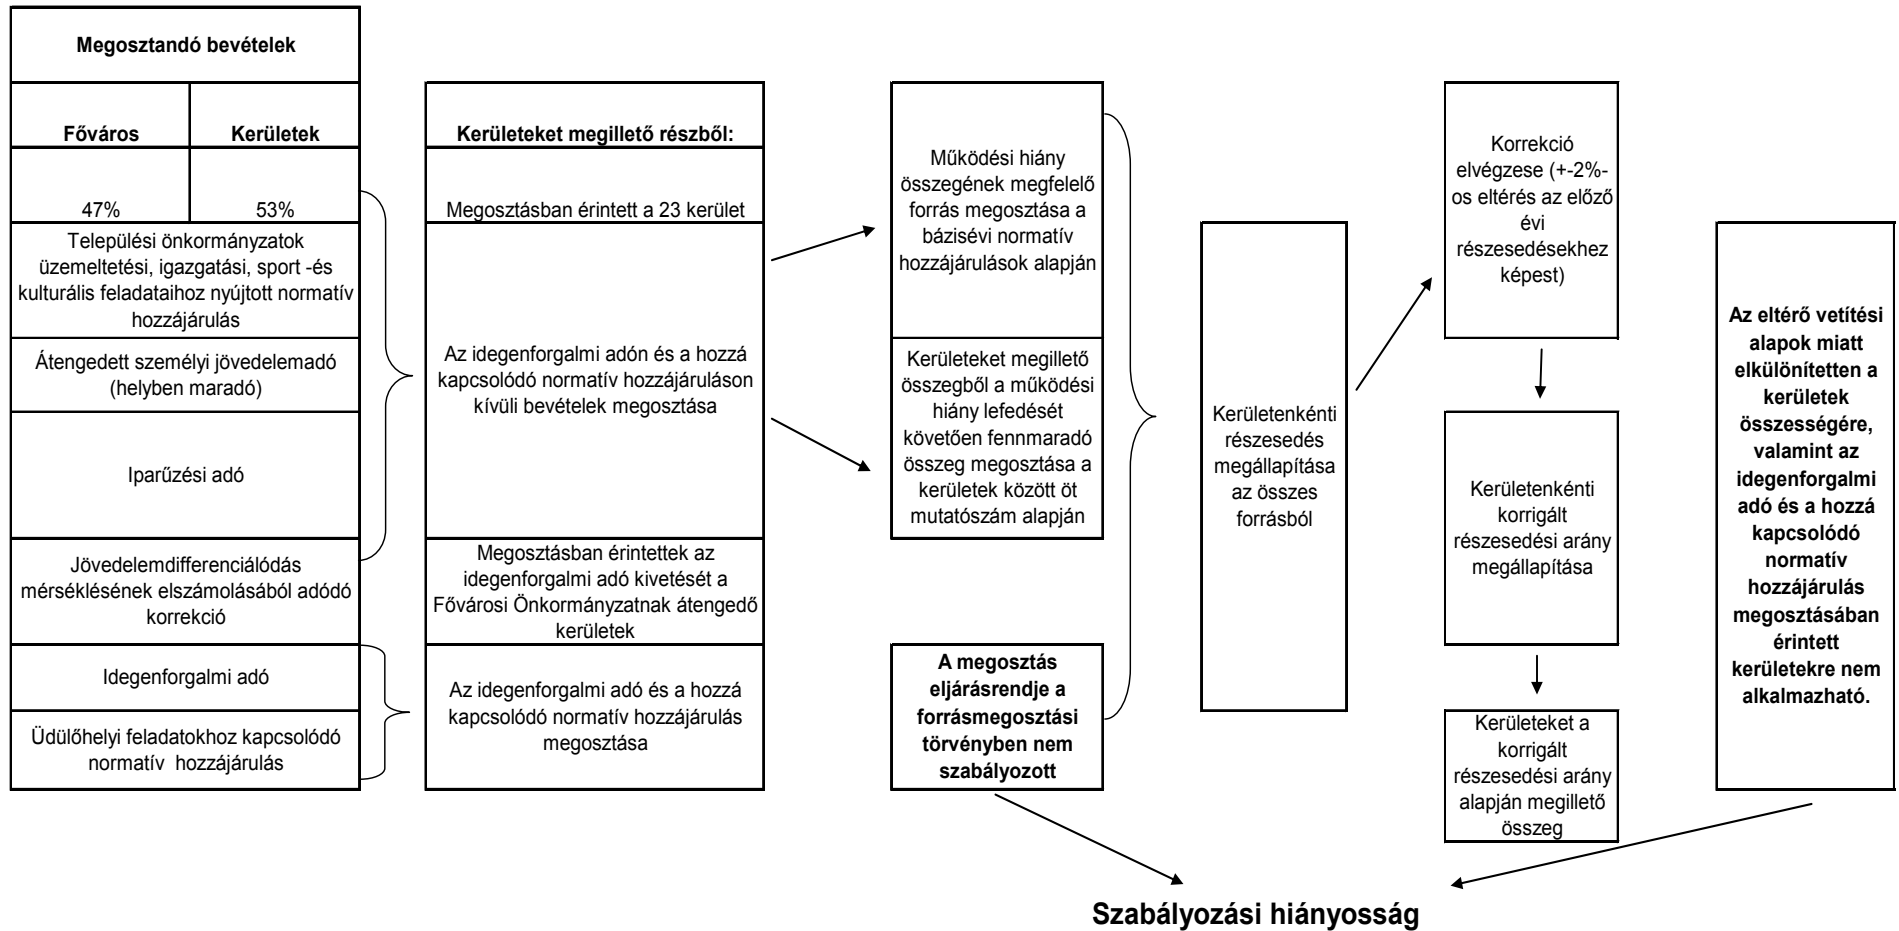 Megosztandó bevételek
Főváros
Kerületek
47%
53%
Települési önkormányzatok
üzemeltetési, igazgatási, sport -és
kulturális feladataihoz nyújtott normatív
hozzájárulás
Átengedett személyi jövedelemadó
(helyben maradó)
Iparűzési adó
Jövedelemdifferenciálódás
mérséklésének elszámolásából adódó
korrekció
Idegenforgalmi adó
Üdülőhelyi feladatokhoz kapcsolódó
normatív hozzájárulás
Kerületeket megillető részből:
Megosztásban érintett a 23 kerület
Az idegenforgalmi adón és a hozzá
kapcsolódó normatív hozzájáruláson
kívüli bevételek megosztása
Megosztásban érintettek az
idegenforgalmi adó kivetését a
Fővárosi Önkormányzatnak átengedő
kerületek
Az idegenforgalmi adó és a hozzá
kapcsolódó normatív hozzájárulás
megosztása
Működési hiány
összegének megfelelő
forrás megosztása a
bázisévi normatív
hozzájárulások alapján
Kerületeket megillető
összegből a működési
hiány lefedését
követően fennmaradó
összeg megosztása a
kerületek között öt
mutatószám alapján
A megosztás
eljárásrendje a
forrásmegosztási
törvényben nem
szabályozott
Kerületenkénti
részesedés
megállapítása
az összes
forrásból
Korrekció
elvégzese (+-2%-
os eltérés az előző
évi
részesedésekhez
képest)
Kerületenkénti
korrigált
részesedési arány
megállapítása
Kerületeket a
korrigált
részesedési arány
alapján megillető
összeg
Az eltérő vetítési
alapok miatt
elkülönítetten a
kerületek
összességére,
valamint az
idegenforgalmi
adó és a hozzá
kapcsolódó
normatív
hozzájárulás
megosztásában
érintett
kerületekre nem
alkalmazható.
Szabályozási hiányosság